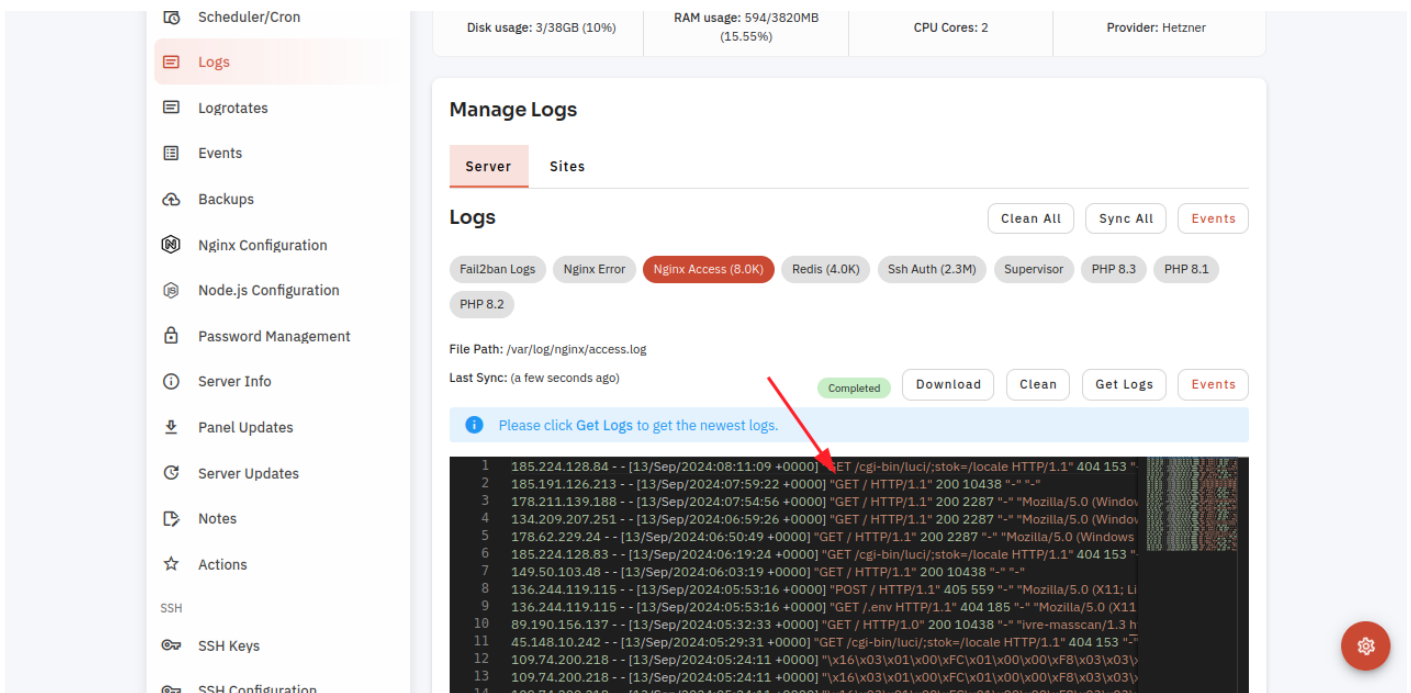 Scheduler/Cron
Logs
Logrotates
Events
Backups
Nginx Configuration
Node.js Configuration
Password Management
Server Info
Panel Updates
Server Updates
Notes
Actions
SSH
SSH Keys
SSH Configuration
Disk usage: 3/38GB (10%)
RAM usage: 594/3820MB
(15.55%)
CPU Cores: 2
Provider: Hetzner
Manage Logs
Server Sites
Logs
Clean All Sync All Events
Fail2ban Logs Nginx Error Nginx Access (8.0K) Redis (4.0K) Ssh Auth (2.3M) Supervisor PHP 8.3 PHP 8.1
PHP 8.2
File Path: /var/log/nginx/access.log
Last Sync: (a few seconds ago)
Completed Download Clean Get Logs Events
Please click Get Logs to get the newest logs.
1 185.224.128.84 - - [13/Sep/2024:08:11:09 +0000] "GET /cgi-bin/luci/;stok=/locale HTTP/1.1" 404 153 "-
2 185.191.126.213 - - [13/Sep/2024:07:59:22 +0000] "GET / HTTP/1.1" 200 10438 "-" "-"
3 178.211.139.188 - - [13/Sep/2024:07:54:56 +0000] "GET / HTTP/1.1" 200 2287 "-" "Mozilla/5.0 (Window
4 134.209.207.251 - - [13/Sep/2024:06:59:26 +0000] "GET / HTTP/1.1" 200 2287 "-" "Mozilla/5.0 (Window
5 178.62.229.24 - - [13/Sep/2024:06:50:49 +0000] "GET / HTTP/1.1" 200 2287 "-" "Mozilla/5.0 (Windows
6 185.224.128.83 - - [13/Sep/2024:06:19:24 +0000] "GET /cgi-bin/luci/;stok=/locale HTTP/1.1" 404 153 "-
7 149.50.103.48 - - [13/Sep/2024:06:03:19 +0000] "GET / HTTP/1.1" 200 10438 "-" "-"
8 136.244.119.115 - - [13/Sep/2024:05:53:16 +0000] "POST / HTTP/1.1" 405 559 "-" "Mozilla/5.0 (X11; Li
9 136.244.119.115 - - [13/Sep/2024:05:53:16 +0000] "GET /.env HTTP/1.1" 404 185 "-" "Mozilla/5.0 (X11
10 89.190.156.137 - - [13/Sep/2024:05:32:33 +0000] "GET / HTTP/1.0" 200 10438 "-" "ivre-masscan/1.3 h
11 45.148.10.242 - - [13/Sep/2024:05:29:31 +0000] "GET /cgi-bin/luci/;stok=/locale HTTP/1.1" 404 153 "-"
12 109.74.200.218 - - [13/Sep/2024:05:24:11 +0000] "\x16\x03\x01\x00\xFC\x01\x00\x00\xF8\x03\x03\
13 109.74.200.218 - - [13/Sep/2024:05:24:11 +0000] "\x16\x03\x01\x00\xFC\x01\x00\x00\xF8\x03\x03\